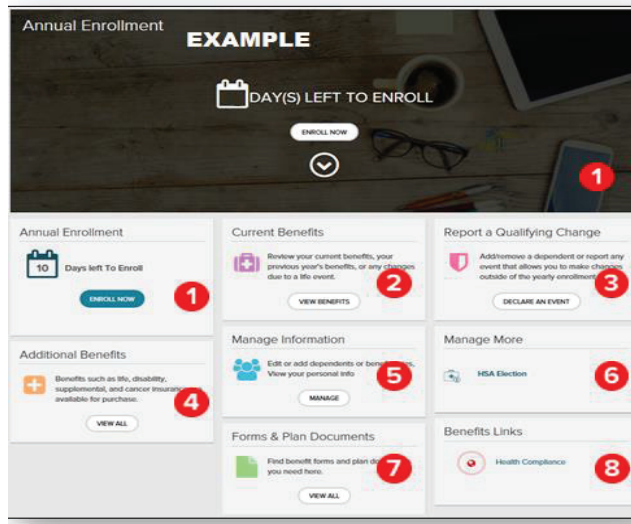 Annual Enrollment
EXAMPLE
DAY(S) LEFT TO ENROLL
ENROLL NOW
1
Annual Enrollment
10 Days left To Enroll
ENROLL NOW
1
Current Benefits
Review your current benefits, your
previous year's benefits, or any changes
due to a life event.
2
VIEW BENEFITS
Report a Qualifying Change
Add/remove a dependent or report any
event that allows you to make changes
outside of the yearly enrollment
3
DECLARE AN EVENT
Additional Benefits
Benefits such as life, disability,
supplemental, and cancer insurance
available for purchase.
4
VIEW ALL
Manage Information
Edit or add dependents or
View your personal info
5
MANAGE
Manage More
HSA Election
6
Forms & Plan Documents
Find benefit forms and plan
you need here.
7
VIEW ALL
Benefits Links
Health Compliance
8